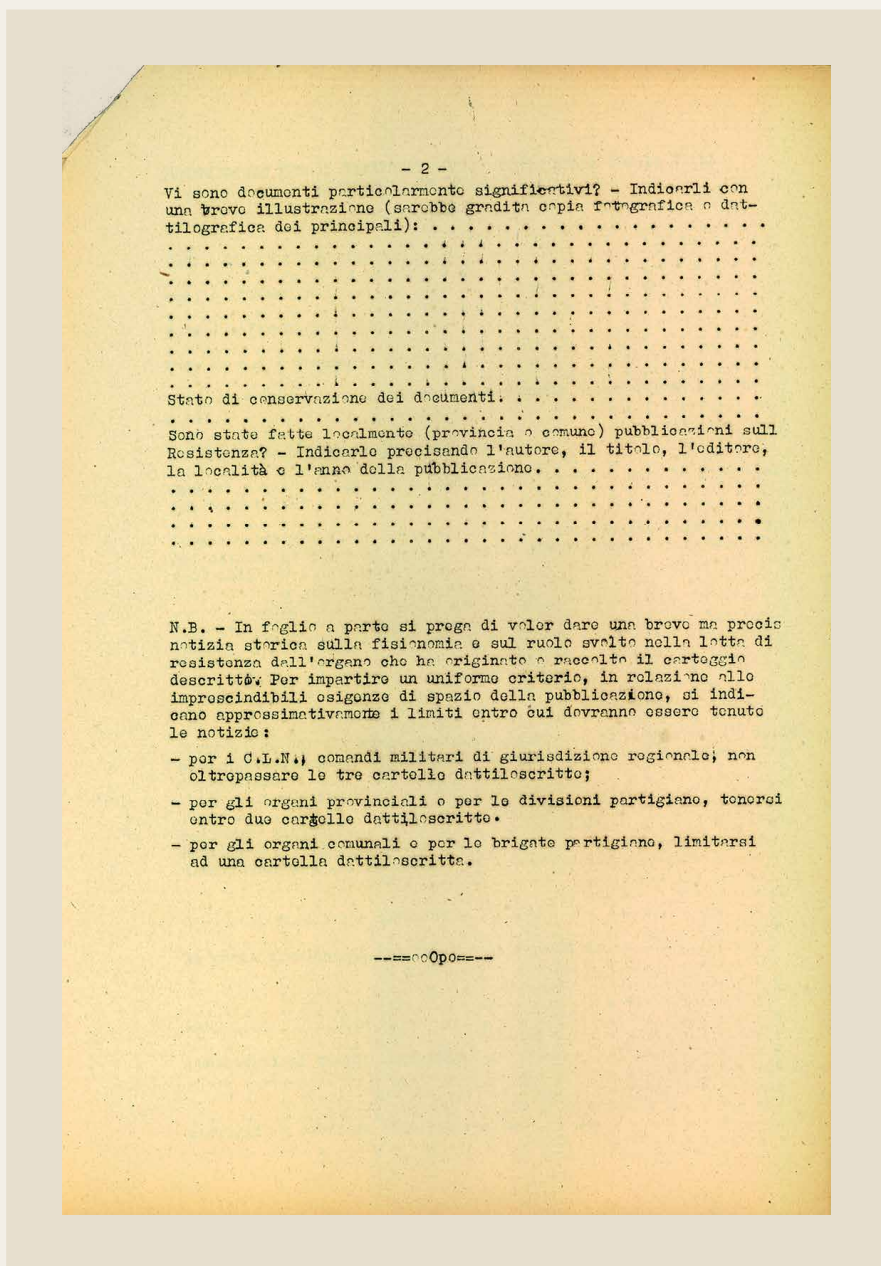 - 2 -
Vi sono documenti particolarmente significativi? - Indicarli con
una breve illustrazione (sarebbe gradita copia fotografica o dat-
tilografica dei principali): . . . . . . . . . . . . . . . . . . .
. . . . . . . . . . . . . . . . . . . . . . . . . . . . . . . . .
. . . . . . . . . . . . . . . . . . . . . . . . . . . . . . . . .
. . . . . . . . . . . . . . . . . . . . . . . . . . . . . . . . .
. . . . . . . . . . . . . . . . . . . . . . . . . . . . . . . . .
. . . . . . . . . . . . . . . . . . . . . . . . . . . . . . . . .
. . . . . . . . . . . . . . . . . . . . . . . . . . . . . . . . .
. . . . . . . . . . . . . . . . . . . . . . . . . . . . . . . . .
. . . . . . . . . . . . . . . . . . . . . . . . . . . . . . . . .
. . . . . . . . . . . . . . . . . . . . . . . . . . . . . . . . .
Stato di conservazione dei documenti. . . . . . . . . . . . . . .
. . . . . . . . . . . . . . . . . . . . . . . . . . . . . . . . .
Sono state fatte localmente (provincia o comune) pubblicazioni sull
Resistenza? - Indicarle precisando l'autore, il titolo, l'editore,
la località e l'anno della pubblicazione. . . . . . . . . . . . .
. . . . . . . . . . . . . . . . . . . . . . . . . . . . . . . . .
. . . . . . . . . . . . . . . . . . . . . . . . . . . . . . . . .
. . . . . . . . . . . . . . . . . . . . . . . . . . . . . . . . .
. . . . . . . . . . . . . . . . . . . . . . . . . . . . . . . . .
N.B. - In foglio a parte si prega di voler dare una breve ma precis
notizia storica sulla fisionomia e sul ruolo svolto nella lotta di
resistenza dall'organo che ha originato o raccolto il carteggio
descritto. Per impartire un uniforme criterio, in relazione alle
imprescindibili esigenze di spazio della pubblicazione, si indi-
cano approssimativamente i limiti entro cui dovranno essere tenute
le notizie:
- per i C.L.N., comandi militari di giurisdizione regionale, non
oltrepassare le tre cartelle dattiloscritte;
- per gli organi provinciali o per le divisioni partigiane, tenersi
entro due cartelle dattiloscritte.
- per gli organi comunali e per le brigate partigiane, limitarsi
ad una cartella dattiloscritta.
--==ooOpo==--